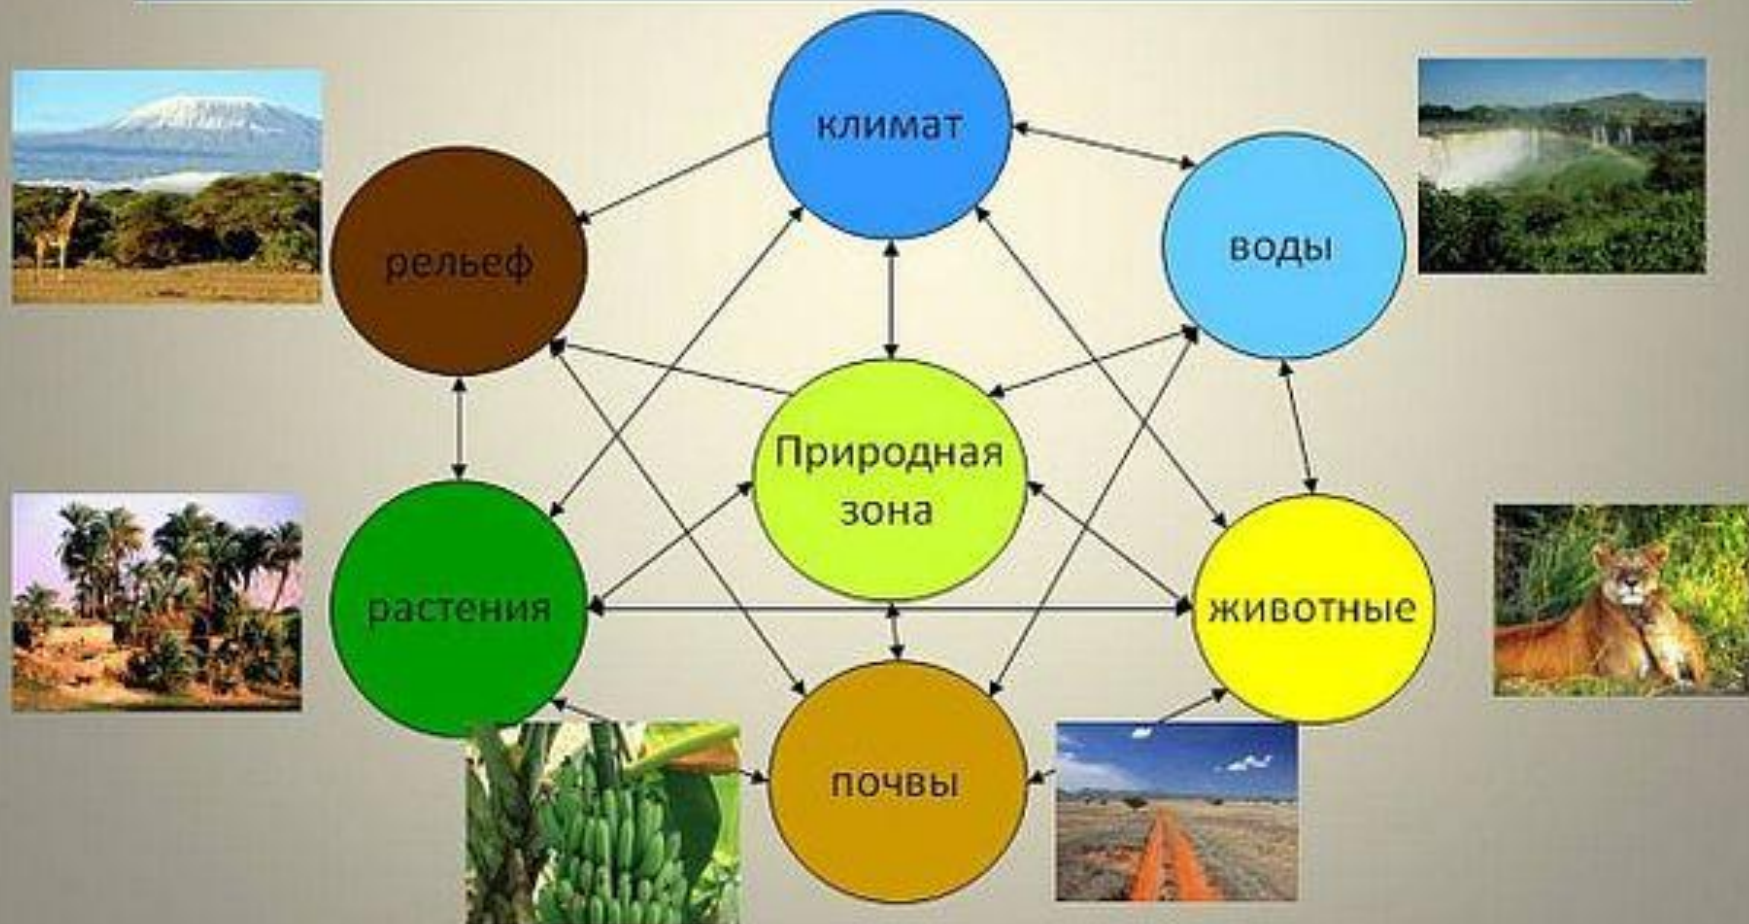 климат
воды
рельеф
Природная
зона
растения
животные
почвы